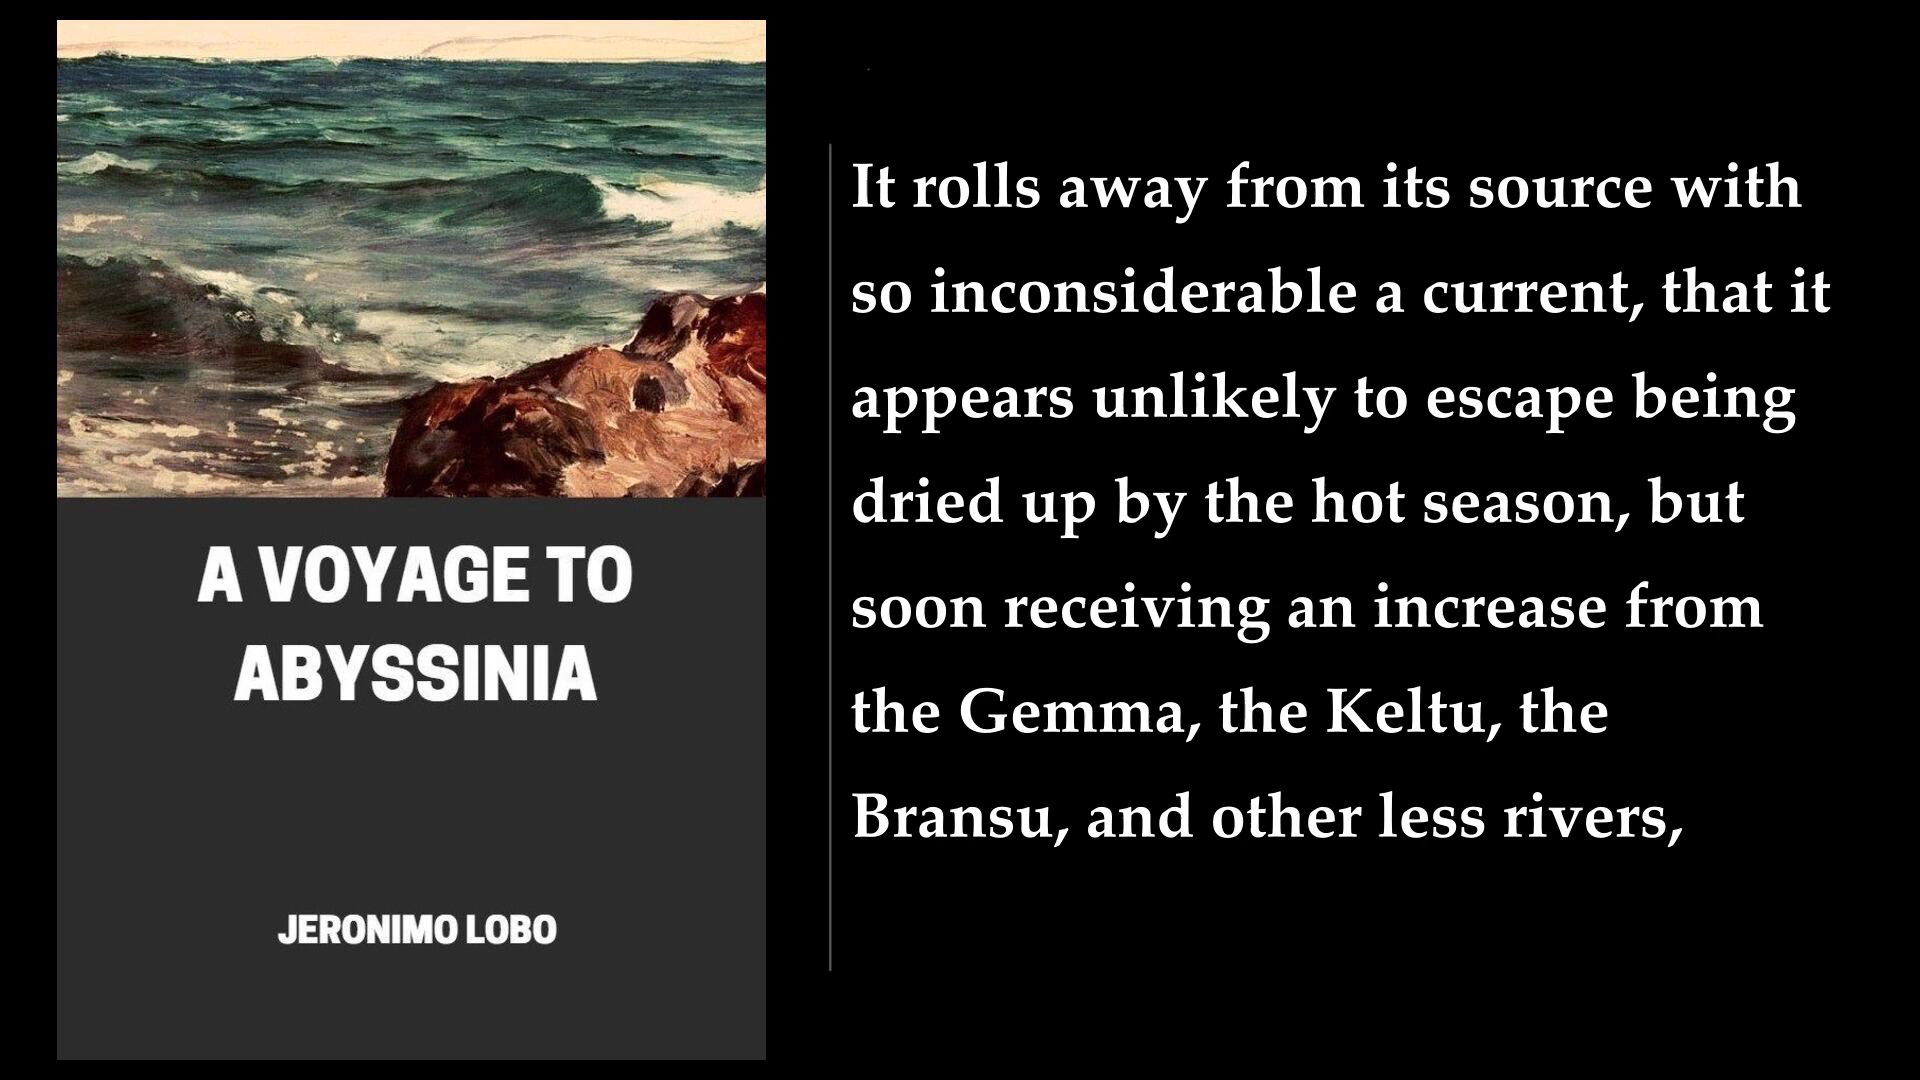 A VOYAGE TO
ABYSSINIA
JERONIMO LOBO
It rolls away from its source with
so inconsiderable a current, that it
appears unlikely to escape being
dried up by the hot season, but
soon receiving an increase from
the Gemma, the Keltu, the
Bransu, and other less rivers,